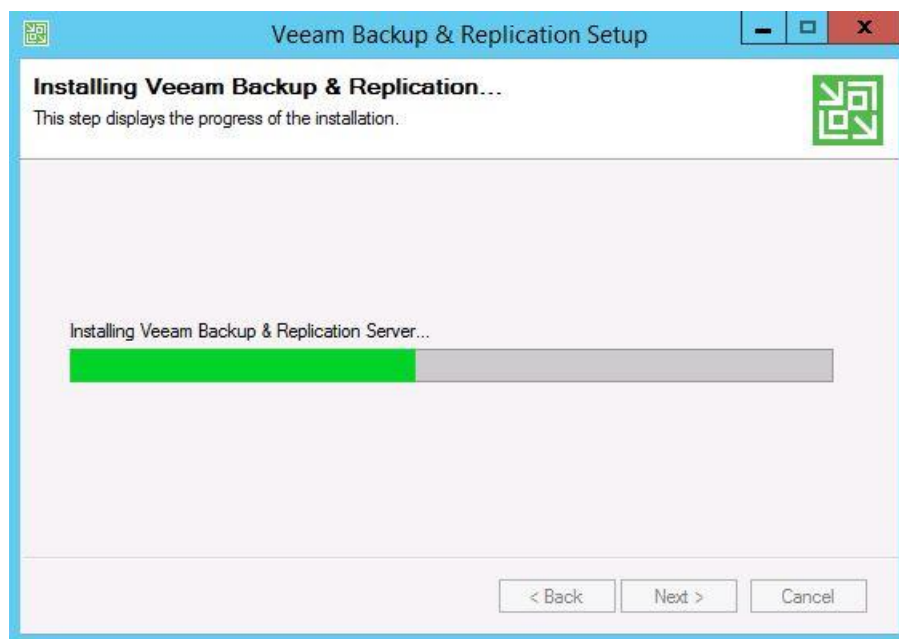 Veeam Backup & Replication Setup
Installing Veeam Backup & Replication...
This step displays the progress of the installation.
Installing Veeam Backup & Replication Server...
< Back Next > Cancel